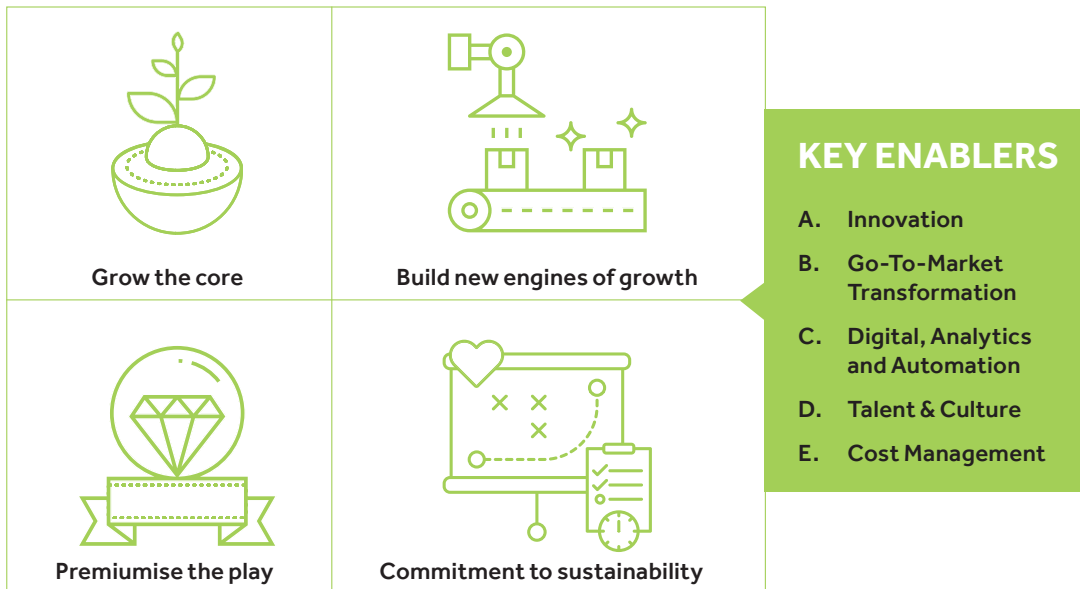 Grow the core
Build new engines of growth
Premiumise the play
Commitment to sustainability
KEY ENABLERS
A. Innovation
B. Go-To-Market
Transformation
C. Digital, Analytics
and Automation
D. Talent & Culture
E. Cost Management